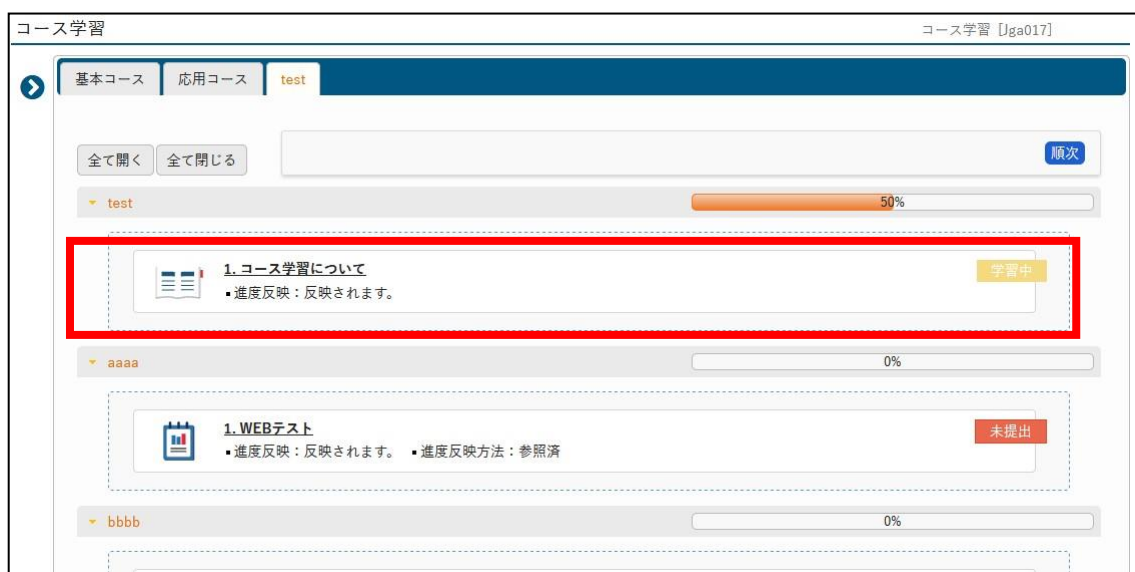 コース学習
コース学習 [Jga017]
基本コース 応用コース test
全て開く 全て閉じる 順次
test 50%
1. コース学習について 学習中
▪進度反映：反映されます。
aaaa 0%
1. WEBテスト 未提出
▪進度反映：反映されます。 ▪進度反映方法：参照済
bbbb 0%